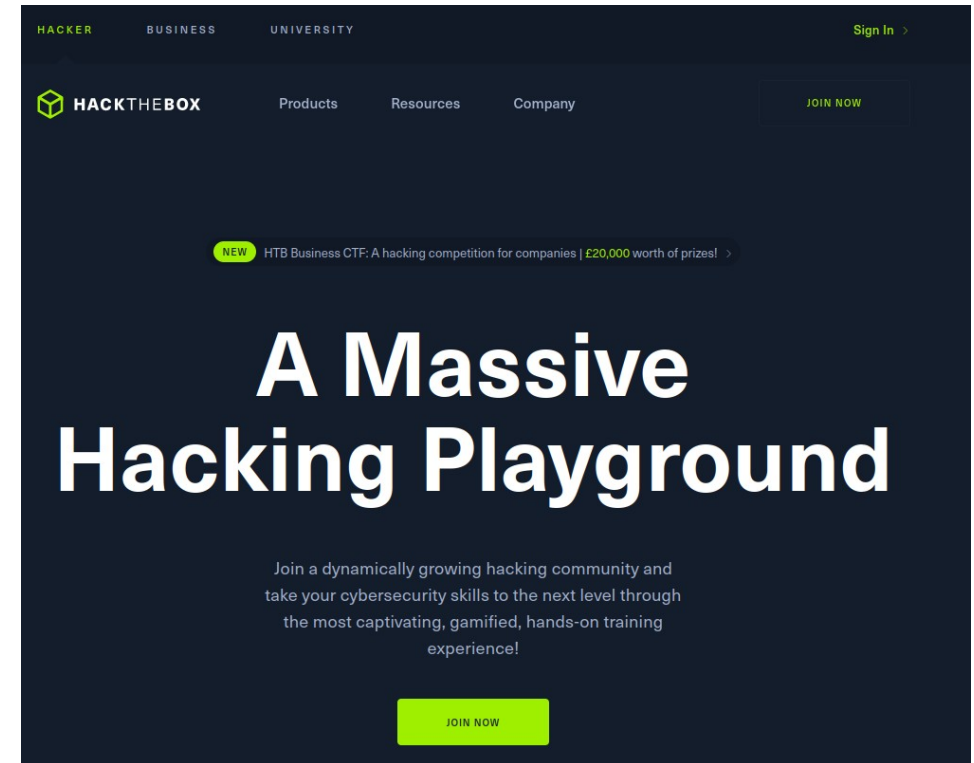 HACKER BUSINESS UNIVERSITY Sign In >
HACKTHEBOX Products Resources Company JOIN NOW
NEW HTB Business CTF: A hacking competition for companies | £20,000 worth of prizes! >
A Massive
Hacking Playground
Join a dynamically growing hacking community and
take your cybersecurity skills to the next level through
the most captivating, gamified, hands-on training
experience!
JOIN NOW